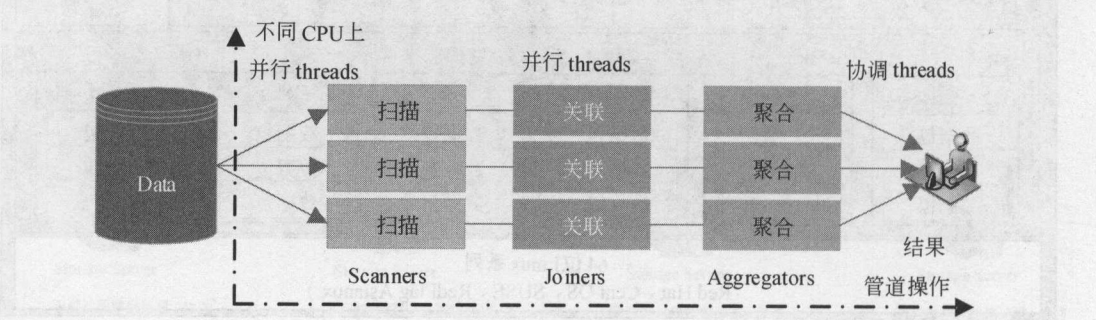 不同 CPU上
并行 threads
并行 threads
协调 threads
扫描 关联 聚合
Data
扫描 关联 聚合
扫描 关联 聚合
结果
Scanners Joiners Aggregators
管道操作